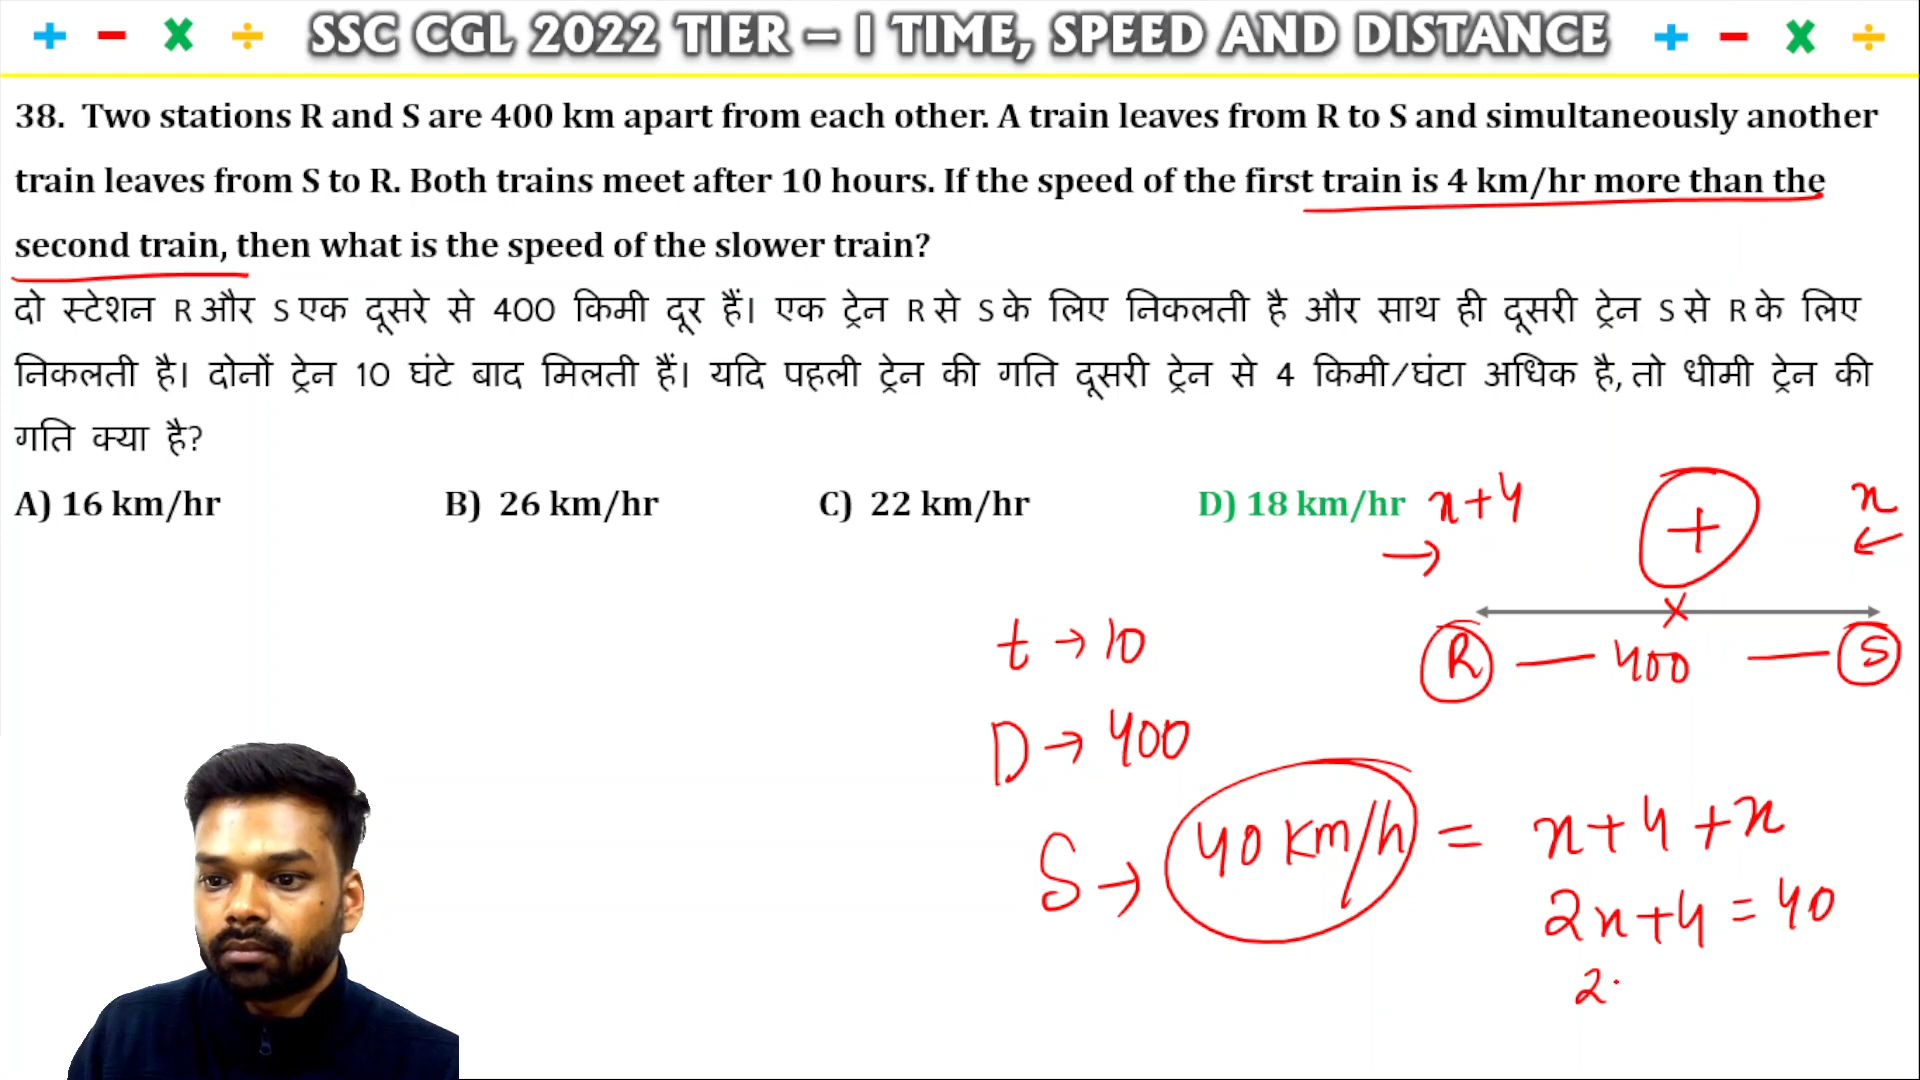 + - × ÷ SSC CGL 2022 TIER – I TIME, SPEED AND DISTANCE + - × ÷
38. Two stations R and S are 400 km apart from each other. A train leaves from R to S and simultaneously another
train leaves from S to R. Both trains meet after 10 hours. If the speed of the first train is 4 km/hr more than the
second train, then what is the speed of the slower train?
दो स्टेशन R और S एक दूसरे से 400 किमी दूर हैं। एक ट्रेन R से S के लिए निकलती है और साथ ही दूसरी ट्रेन S से R के लिए
निकलती है। दोनों ट्रेन 10 घंटे बाद मिलती हैं। यदि पहली ट्रेन की गति दूसरी ट्रेन से 4 किमी/घंटा अधिक है, तो धीमी ट्रेन की
गति क्या है?
A) 16 km/hr B) 26 km/hr C) 22 km/hr D) 18 km/hr
x+4 + x
→ ←
×
R — 400 — S
t → 10
D → 400
S → 40 Km/h = x+4+x
2x+4 = 40
2